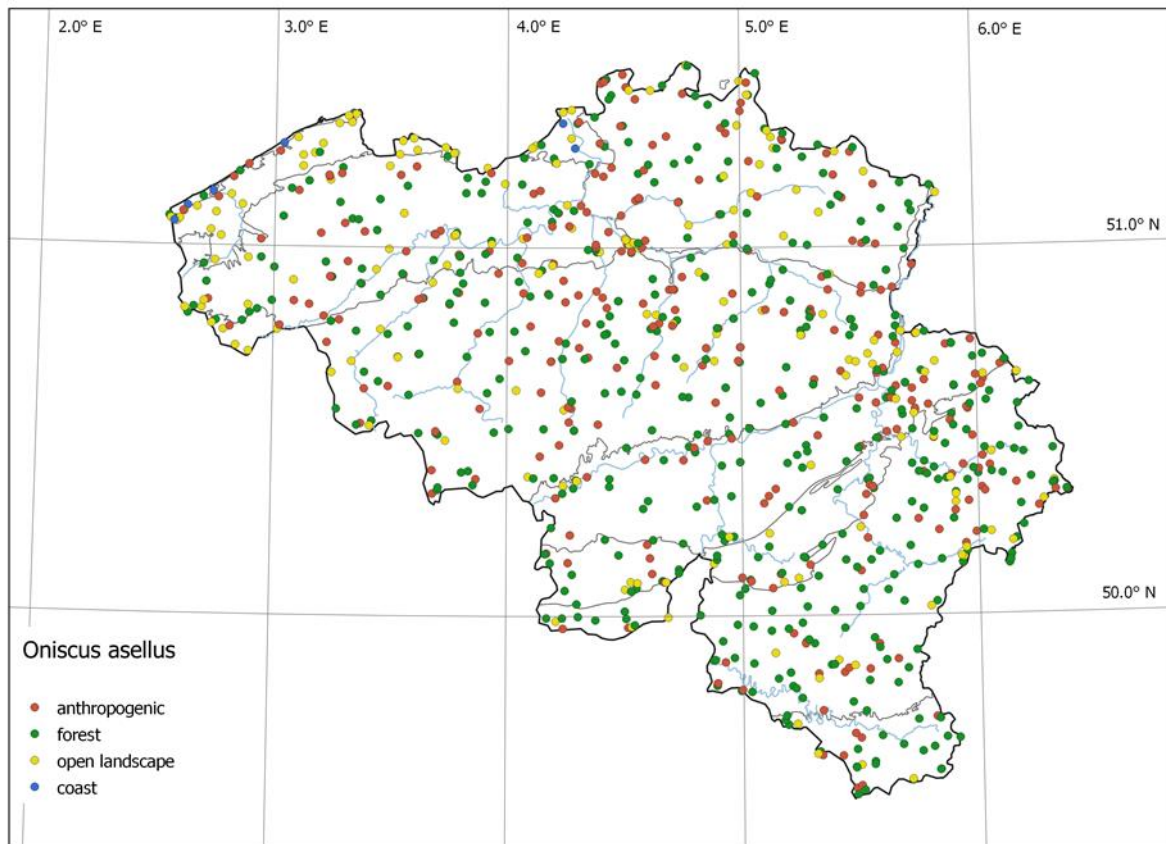 2.0° E
3.0° E
4.0° E
5.0° E
6.0° E
51.0° N
50.0° N
Oniscus asellus
anthropogenic
forest
open landscape
coast